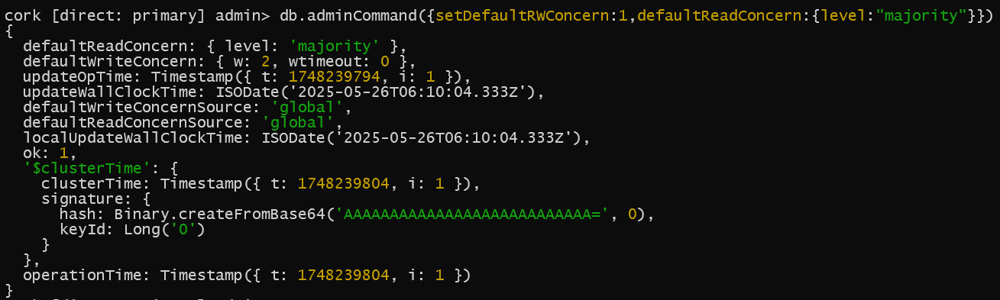 cork [direct: primary] admin> db.adminCommand({setDefaultRWConcern:1,defaultReadConcern:{level:"majority"}})
{
  defaultReadConcern: { level: 'majority' },
  defaultWriteConcern: { w: 2, wtimeout: 0 },
  updateOpTime: Timestamp({ t: 1748239794, i: 1 }),
  updateWallClockTime: ISODate('2025-05-26T06:10:04.333Z'),
  defaultWriteConcernSource: 'global',
  defaultReadConcernSource: 'global',
  localUpdateWallClockTime: ISODate('2025-05-26T06:10:04.333Z'),
  ok: 1,
  '$clusterTime': {
    clusterTime: Timestamp({ t: 1748239804, i: 1 }),
    signature: {
      hash: Binary.createFromBase64('AAAAAAAAAAAAAAAAAAAAAAAAAAA=', 0),
      keyId: Long('0')
    }
  },
  operationTime: Timestamp({ t: 1748239804, i: 1 })
}